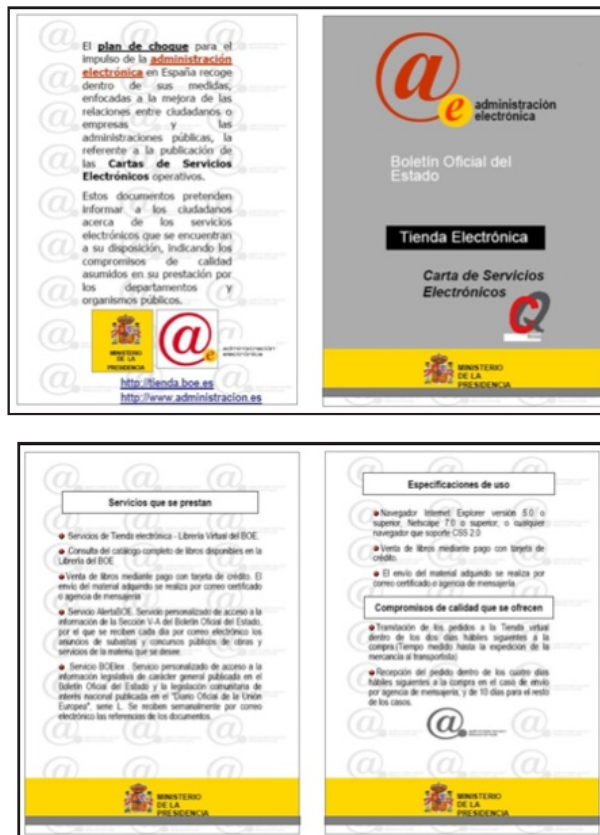 El plan de choque para el
impulso de la administración
electrónica en España recoge
dentro de sus medidas,
enfocadas a la mejora de las
relaciones entre ciudadanos o
empresas y las
administraciones públicas, la
referente a la publicación de
las Cartas de Servicios
Electrónicos operativos.
Estos documentos pretenden
informar a los ciudadanos
acerca de los servicios
electrónicos que se encuentran
a su disposición, indicando los
compromisos de calidad
asumidos en su prestación por
los departamentos y
organismos públicos.
MINISTERIO
DE LA
PRESIDENCIA
@e
administración
electrónica
http://tienda.boe.es
http://www.administracion.es
@e
administración
electrónica
Boletín Oficial del
Estado
Tienda Electrónica
Carta de Servicios
Electrónicos
MINISTERIO
DE LA
PRESIDENCIA
Servicios que se prestan
Servicios de Tienda electrónica - Librería Virtual del BOE.
Consulta del catálogo completo de libros disponibles en la
Librería del BOE
Venta de libros mediante pago con tarjeta de crédito. El
envío del material adquirido se realiza por correo certificado
o agencia de mensajería
Servicio AlertaBOE. Servicio personalizado de acceso a la
información de la Sección V-A del Boletín Oficial del Estado,
por el que se reciben cada día por correo electrónico los
anuncios de subastas y concursos públicos de obras y
servicios de la materia que se desee.
Servicio BOElex. Servicio personalizado de acceso a la
información legislativa de carácter general publicada en el
Boletín Oficial del Estado y la legislación comunitaria de
interés nacional publicada en el "Diario Oficial de la Unión
Europea", serie L. Se reciben semanalmente por correo
electrónico las referencias de los documentos.
MINISTERIO
DE LA
PRESIDENCIA
Especificaciones de uso
Navegador Internet Explorer versión 5.0 o
superior, Netscape 7.0 o superior, o cualquier
navegador que soporte CSS 2.0
Venta de libros mediante pago con tarjeta de
crédito.
El envío del material adquirido se realiza por
correo certificado o agencia de mensajería
Compromisos de calidad que se ofrecen
Tramitación de los pedidos a la Tienda virtual
dentro de los dos días hábiles siguientes a la
compra(Tiempo medido hasta la expedición de la
mercancía al transportista)
Recepción del pedido dentro de los cuatro días
hábiles siguientes a la compra en el caso de envío
por agencia de mensajería, y de 10 días para el resto
de los casos.
MINISTERIO
DE LA
PRESIDENCIA